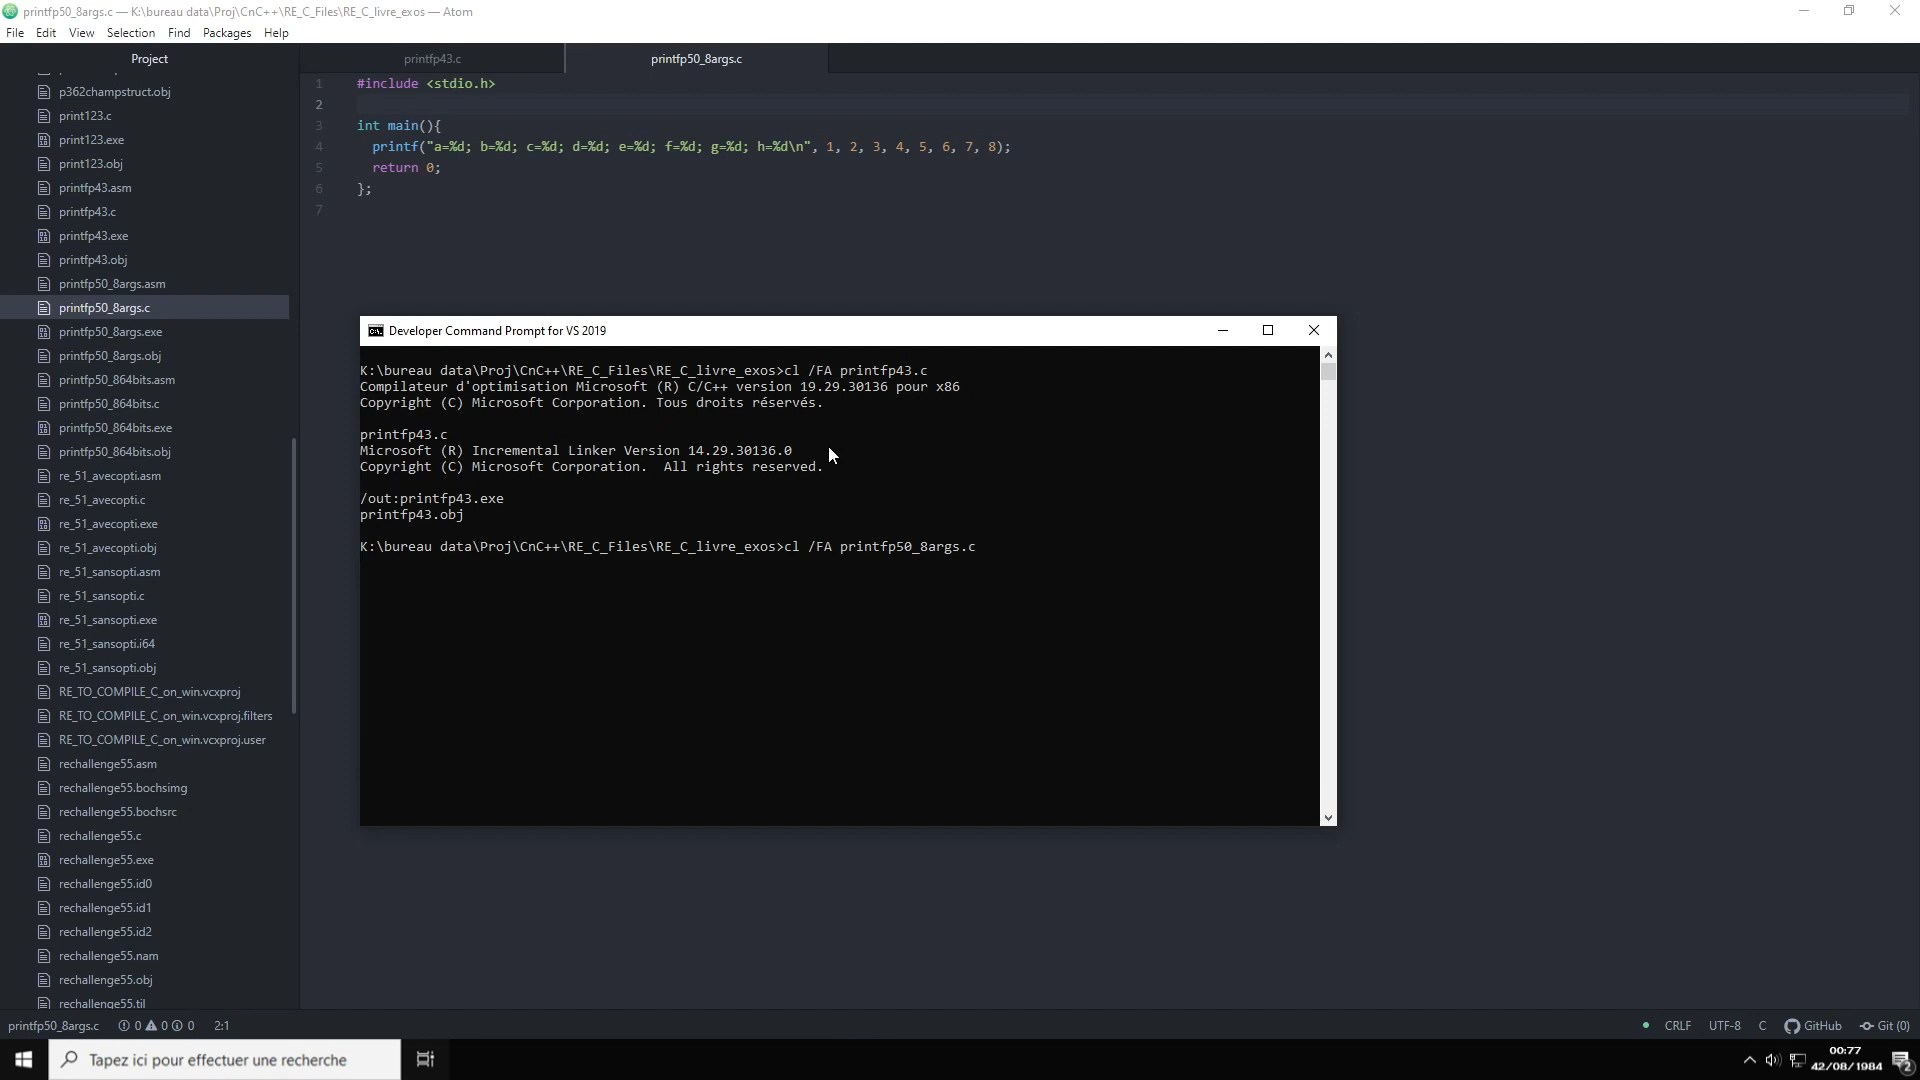 printfp50_8args.c — K:\bureau data\Proj\CnC++\RE_C_Files\RE_C_livre_exos — Atom
File Edit View Selection Find Packages Help
Project
p362champstruct.obj
print123.c
print123.exe
print123.obj
printfp43.asm
printfp43.c
printfp43.exe
printfp43.obj
printfp50_8args.asm
printfp50_8args.c
printfp50_8args.exe
printfp50_8args.obj
printfp50_864bits.asm
printfp50_864bits.c
printfp50_864bits.exe
printfp50_864bits.obj
re_51_avecopti.asm
re_51_avecopti.c
re_51_avecopti.exe
re_51_avecopti.obj
re_51_sansopti.asm
re_51_sansopti.c
re_51_sansopti.exe
re_51_sansopti.i64
re_51_sansopti.obj
RE_TO_COMPILE_C_on_win.vcxproj
RE_TO_COMPILE_C_on_win.vcxproj.filters
RE_TO_COMPILE_C_on_win.vcxproj.user
rechallenge55.asm
rechallenge55.bochsimg
rechallenge55.bochsrc
rechallenge55.c
rechallenge55.exe
rechallenge55.id0
rechallenge55.id1
rechallenge55.id2
rechallenge55.nam
rechallenge55.obj
rechallenge55.til
printfp43.c printfp50_8args.c
1 #include <stdio.h>
2
3 int main(){
4 printf("a=%d; b=%d; c=%d; d=%d; e=%d; f=%d; g=%d; h=%d\n", 1, 2, 3, 4, 5, 6, 7, 8);
5 return 0;
6 };
7
Developer Command Prompt for VS 2019
K:\bureau data\Proj\CnC++\RE_C_Files\RE_C_livre_exos>cl /FA printfp43.c
Compilateur d'optimisation Microsoft (R) C/C++ version 19.29.30136 pour x86
Copyright (C) Microsoft Corporation. Tous droits réservés.
printfp43.c
Microsoft (R) Incremental Linker Version 14.29.30136.0
Copyright (C) Microsoft Corporation.  All rights reserved.
/out:printfp43.exe
printfp43.obj
K:\bureau data\Proj\CnC++\RE_C_Files\RE_C_livre_exos>cl /FA printfp50_8args.c
printfp50_8args.c 0 0 0 2:1 CRLF UTF-8 C GitHub Git (0)
Tapez ici pour effectuer une recherche
00:77
42/08/1984
2